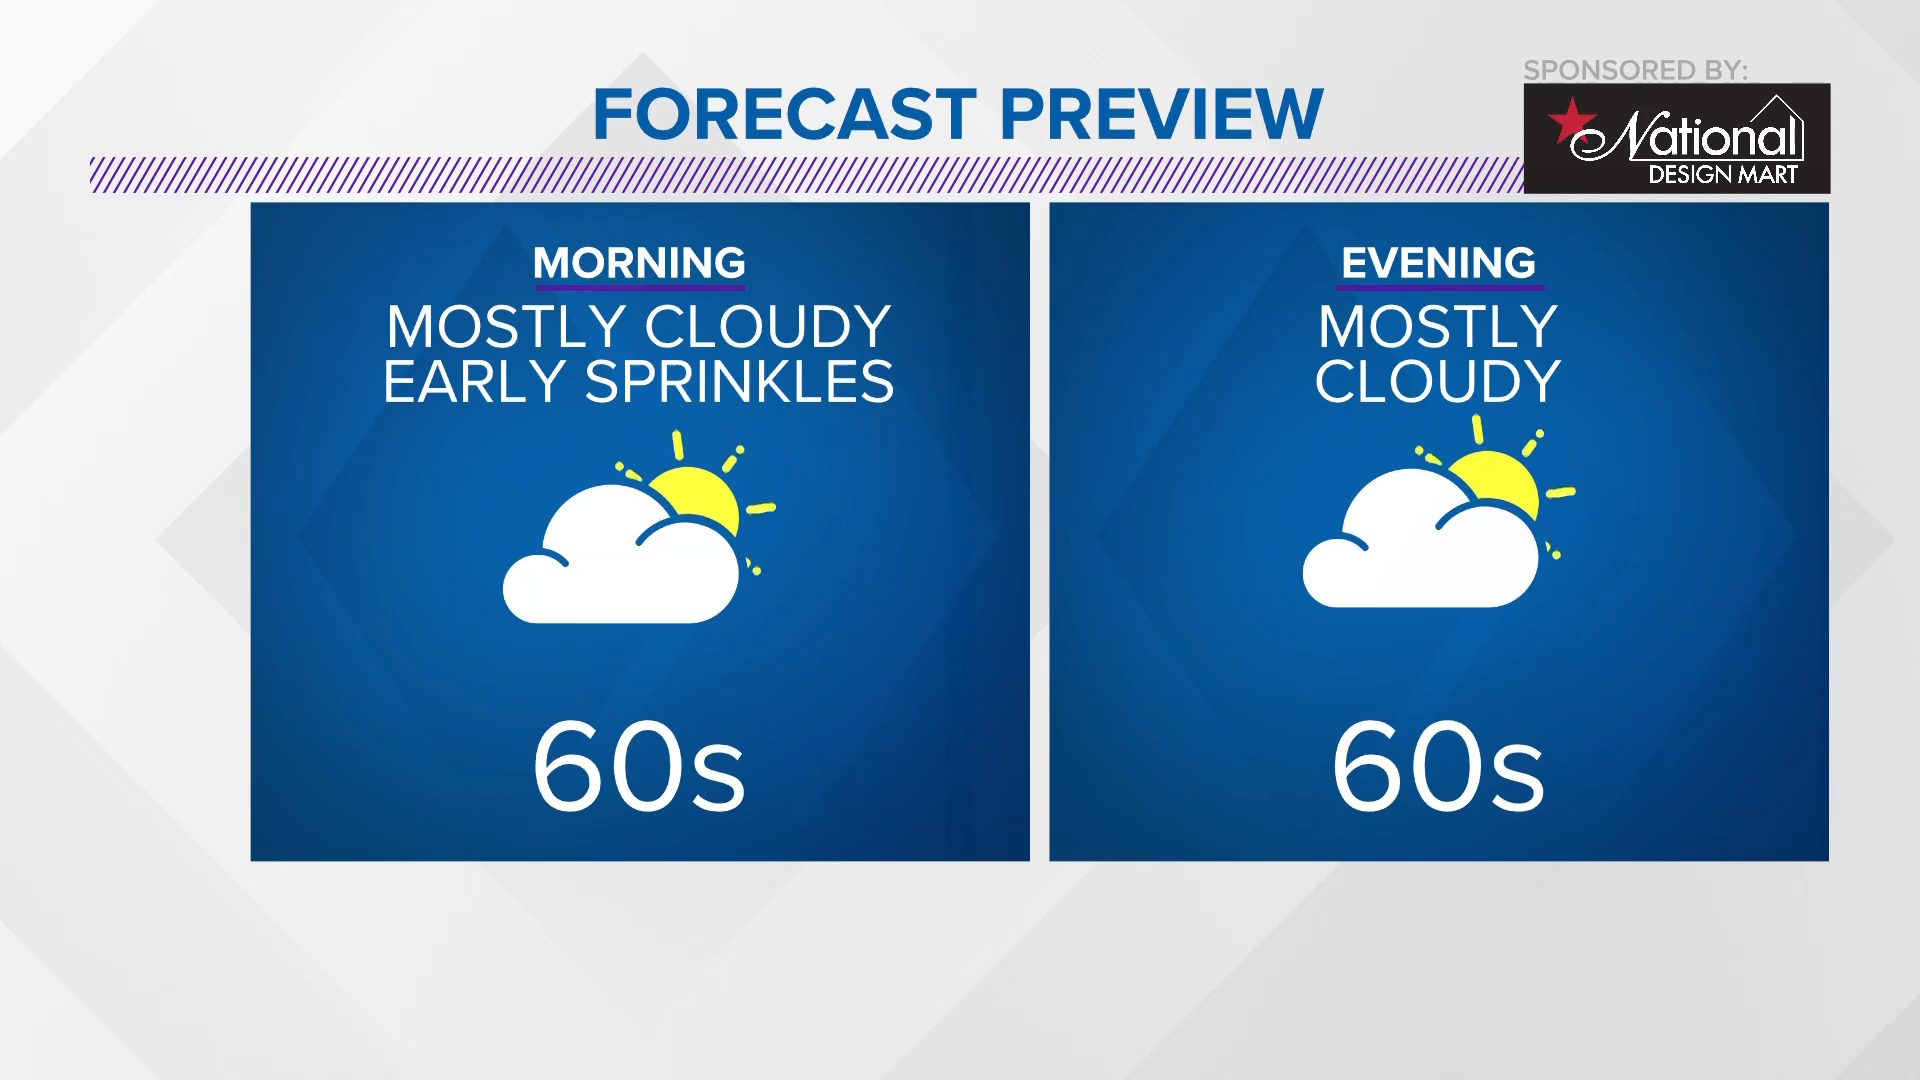 SPONSORED BY:
FORECAST PREVIEW
National
DESIGN MART
MORNING
MOSTLY CLOUDY
EARLY SPRINKLES
60s
EVENING
MOSTLY
CLOUDY
60s